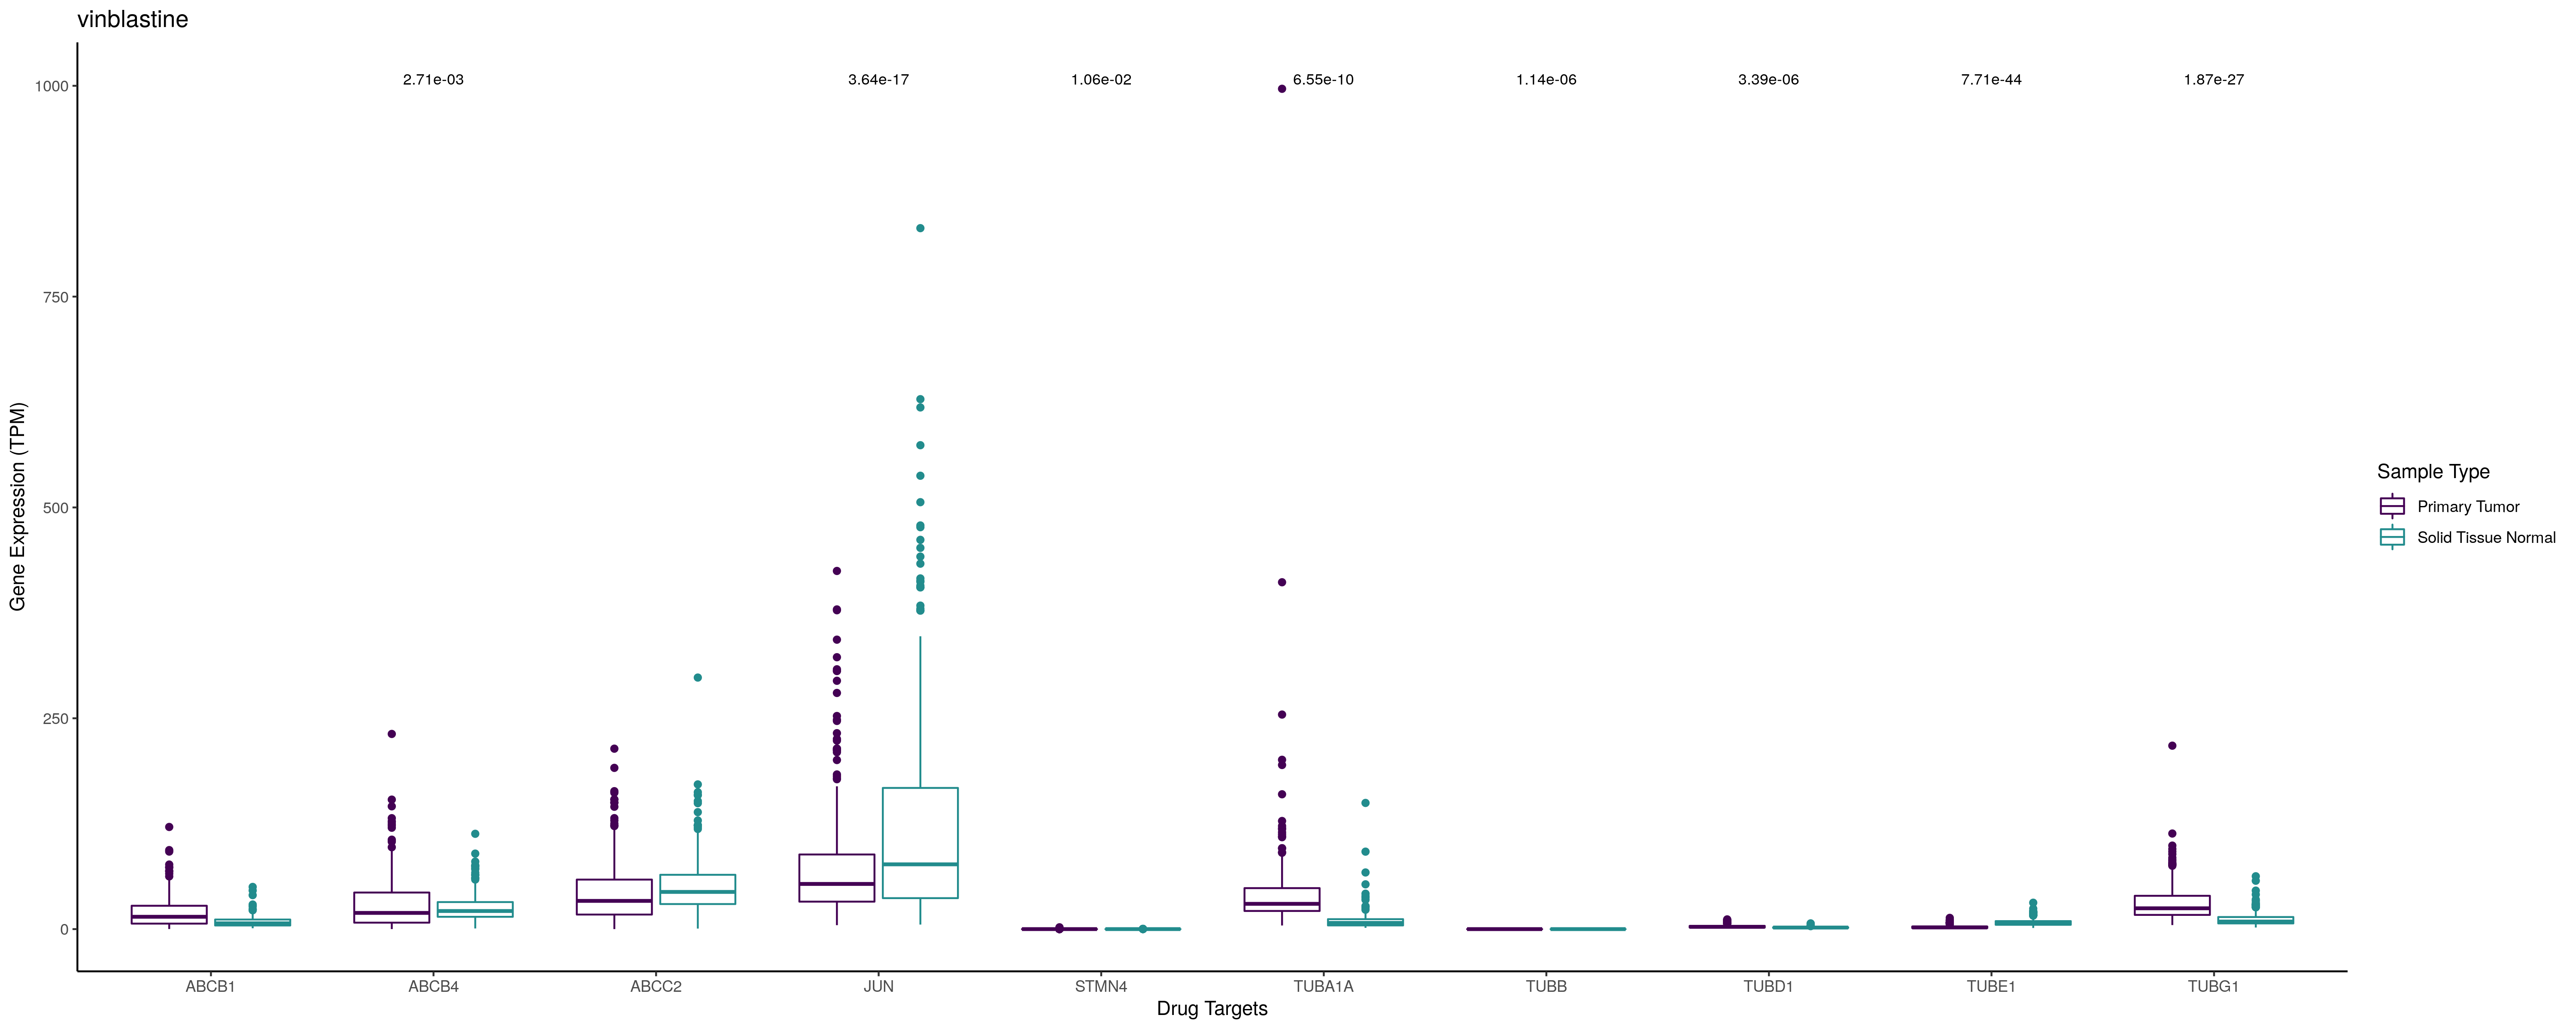 vinblastine
2.71e-03 3.64e-17 1.06e-02 6.55e-10 1.14e-06 3.39e-06 7.71e-44 1.87e-27
1000
750
500
250
0
Gene Expression (TPM)
ABCB1 ABCB4 ABCC2 JUN STMN4 TUBA1A TUBB TUBD1 TUBE1 TUBG1
Drug Targets
Sample Type
Primary Tumor
Solid Tissue Normal